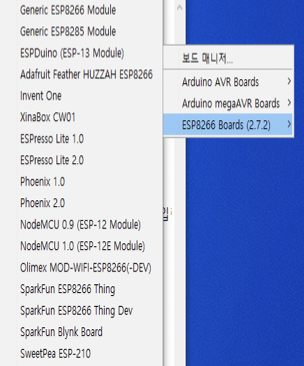 Generic ESP8266 Module
Generic ESP8285 Module
ESPDuino (ESP-13 Module)
Adafruit Feather HUZZAH ESP8266
Invent One
XinaBox CW01
ESPresso Lite 1.0
ESPresso Lite 2.0
Phoenix 1.0
Phoenix 2.0
NodeMCU 0.9 (ESP-12 Module)
NodeMCU 1.0 (ESP-12E Module)
Olimex MOD-WIFI-ESP8266(-DEV)
SparkFun ESP8266 Thing
SparkFun ESP8266 Thing Dev
SparkFun Blynk Board
SweetPea ESP-210
보드 매니저...
Arduino AVR Boards
Arduino megaAVR Boards
ESP8266 Boards (2.7.2)